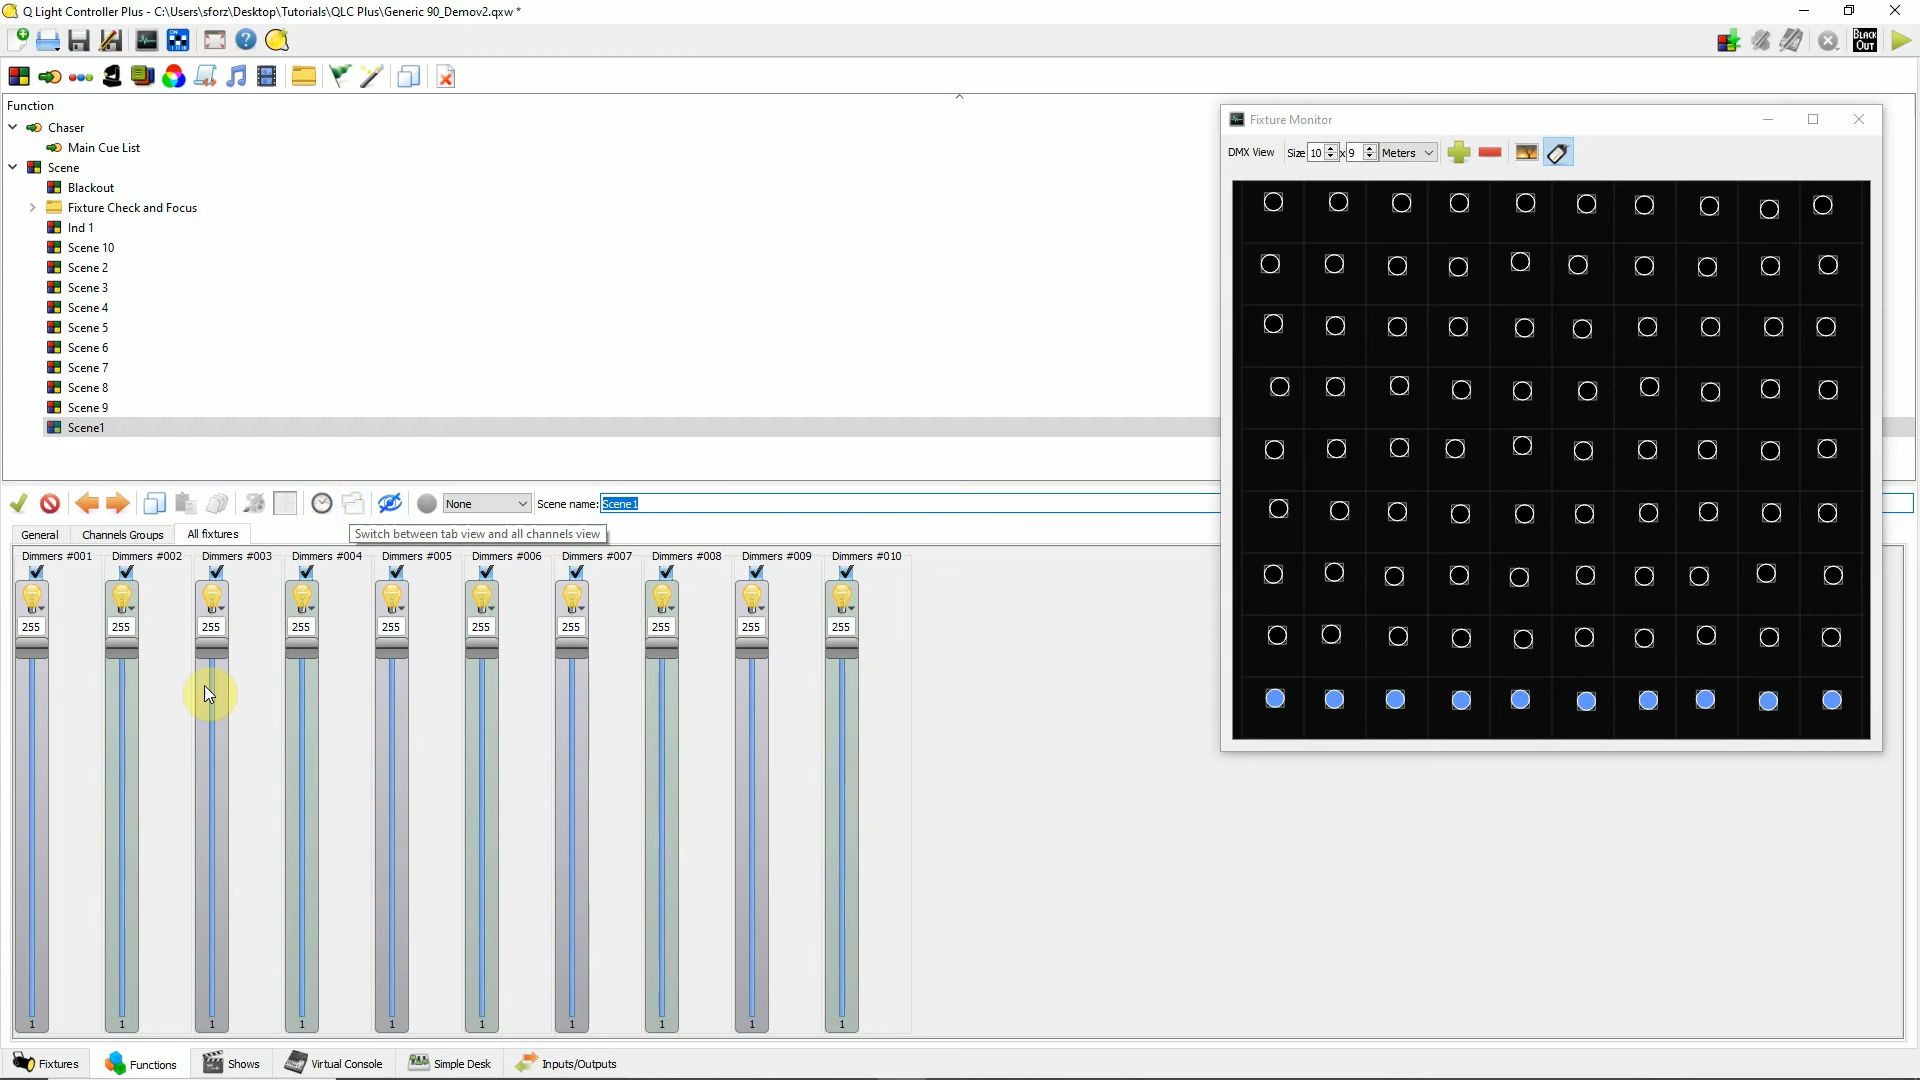 Q Light Controller Plus - C:\Users\sforz\Desktop\Tutorials\QLC Plus\Generic 90_Demov2.qxw *
BLACK
OUT
Function
Chaser
Main Cue List
Scene
Blackout
Fixture Check and Focus
Ind 1
Scene 10
Scene 2
Scene 3
Scene 4
Scene 5
Scene 6
Scene 7
Scene 8
Scene 9
Scene1
Fixture Monitor
DMX View Size 10 x 9 Meters
None Scene name: Scene1
General Channels Groups All fixtures
Switch between tab view and all channels view
Dimmers #001 Dimmers #002 Dimmers #003 Dimmers #004 Dimmers #005 Dimmers #006 Dimmers #007 Dimmers #008 Dimmers #009 Dimmers #010
255 255 255 255 255 255 255 255 255 255
1 1 1 1 1 1 1 1 1 1
Fixtures Functions Shows Virtual Console Simple Desk Inputs/Outputs